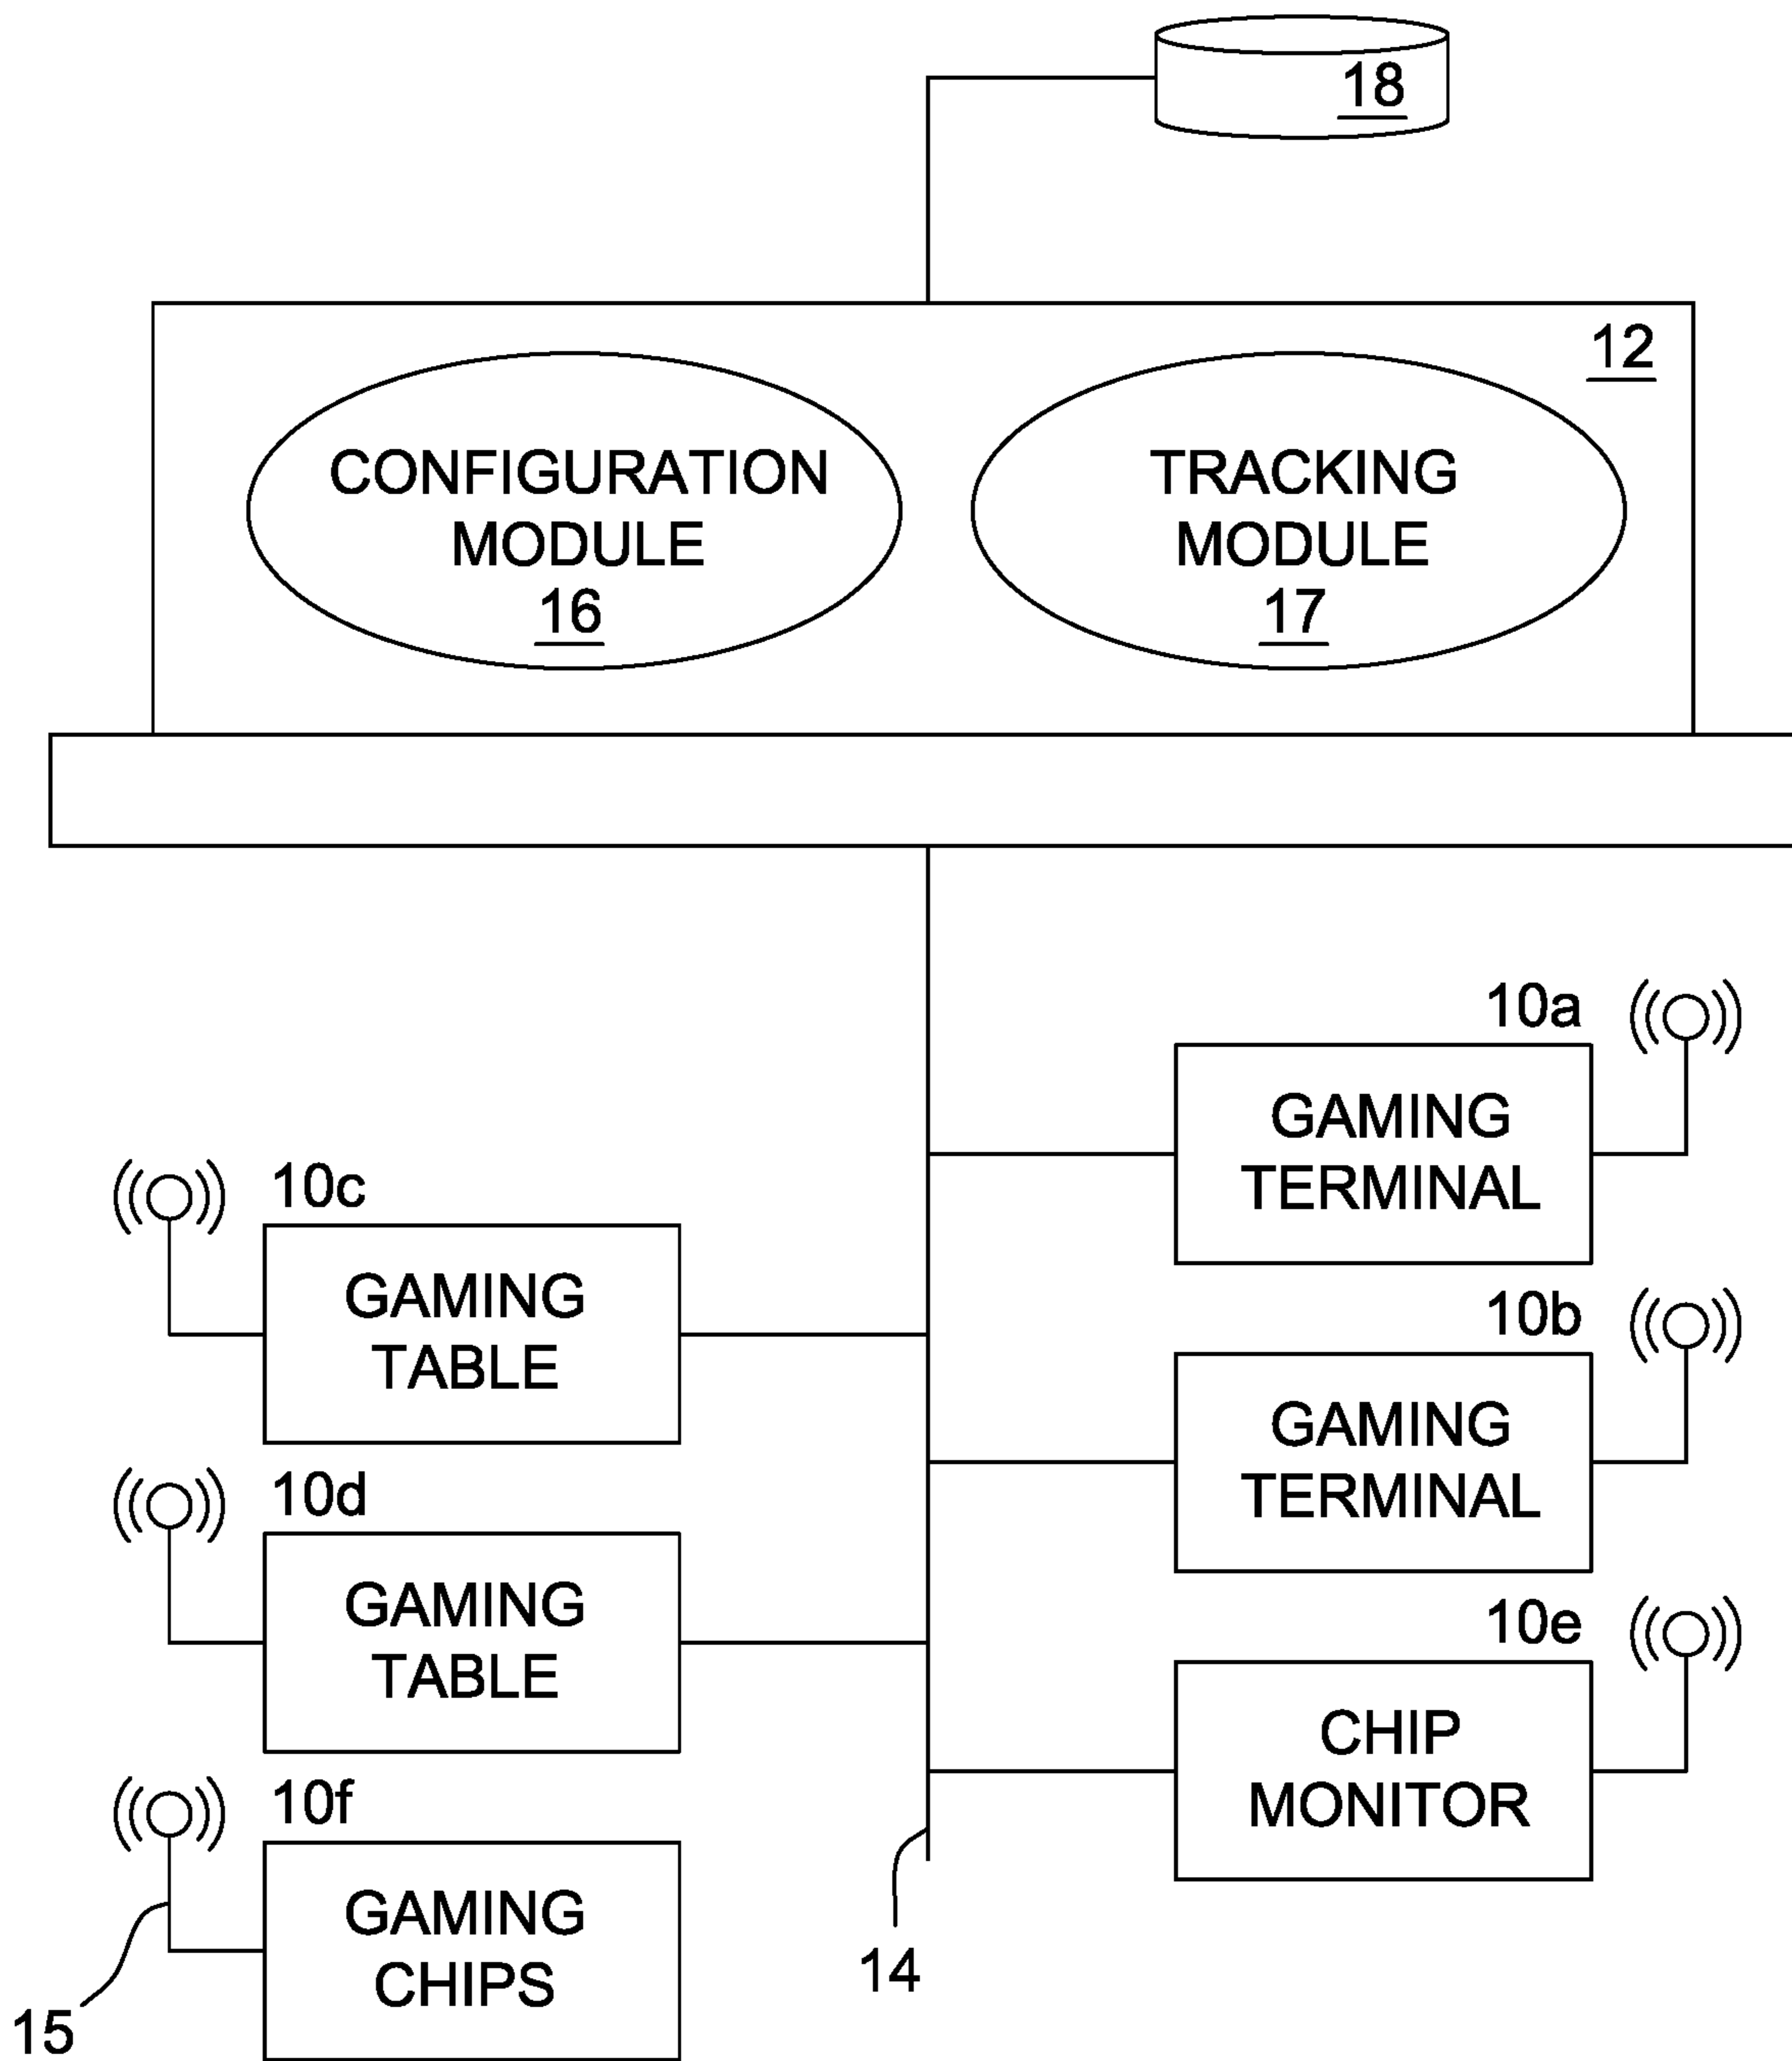 18
12
CONFIGURATION
MODULE
16
TRACKING
MODULE
17
10a
GAMING
TERMINAL
10c
GAMING
TABLE
10b
GAMING
TERMINAL
10d
GAMING
TABLE
10e
CHIP
MONITOR
10f
GAMING
CHIPS
14
15